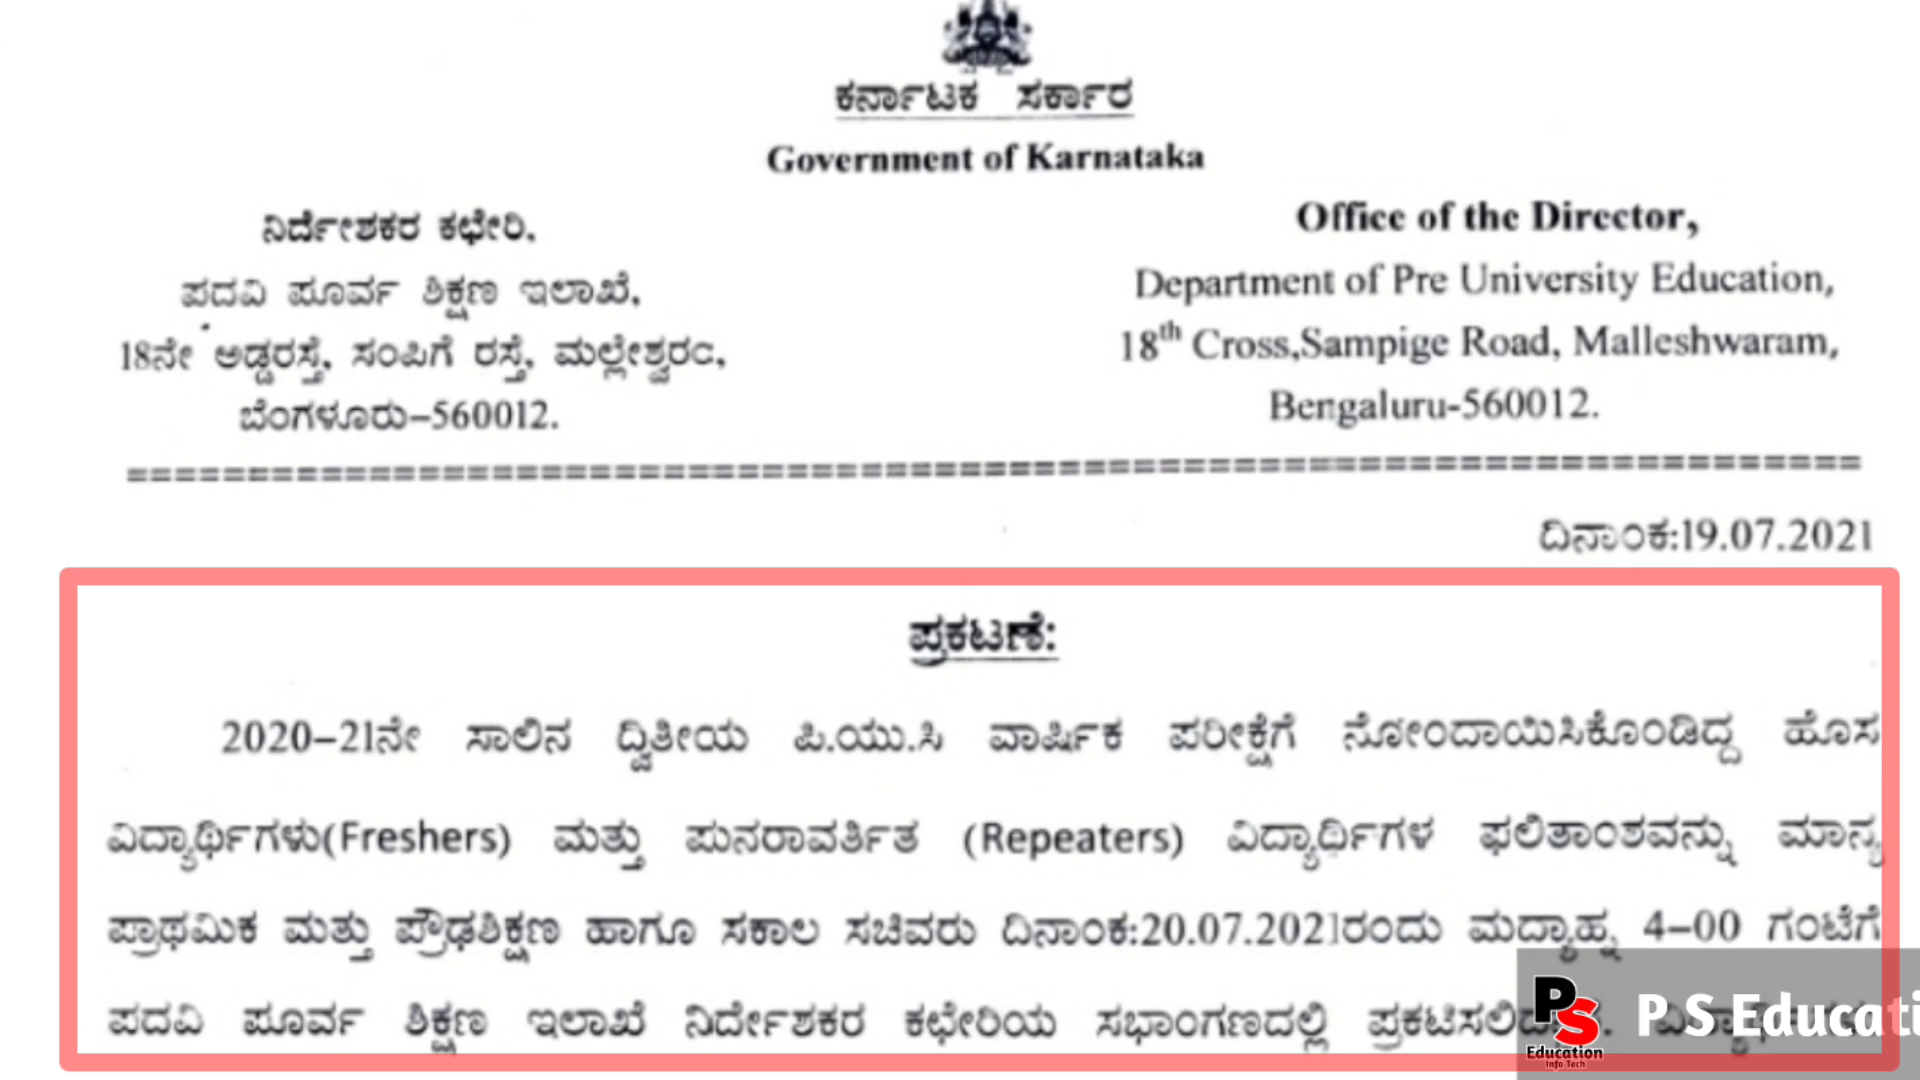 ಕರ್ನಾಟಕ ಸರ್ಕಾರ
Government of Karnataka
ನಿರ್ದೇಶಕರ ಕಛೇರಿ,
ಪದವಿ ಪೂರ್ವ ಶಿಕ್ಷಣ ಇಲಾಖೆ,
18ನೇ ಅಡ್ಡರಸ್ತೆ, ಸಂಪಿಗೆ ರಸ್ತೆ, ಮಲ್ಲೇಶ್ವರಂ,
ಬೆಂಗಳೂರು–560012.
Office of the Director,
Department of Pre University Education,
18th Cross,Sampige Road, Malleshwaram,
Bengaluru-560012.
ದಿನಾಂಕ:19.07.2021
ಪ್ರಕಟಣೆ:
2020–21ನೇ ಸಾಲಿನ ದ್ವಿತೀಯ ಪಿ.ಯು.ಸಿ ವಾರ್ಷಿಕ ಪರೀಕ್ಷೆಗೆ ನೋಂದಾಯಿಸಿಕೊಂಡಿದ್ದ ಹೊಸ
ವಿದ್ಯಾರ್ಥಿಗಳು(Freshers) ಮತ್ತು ಪುನರಾವರ್ತಿತ (Repeaters) ವಿದ್ಯಾರ್ಥಿಗಳ ಫಲಿತಾಂಶವನ್ನು ಮಾನ್ಯ
ಪ್ರಾಥಮಿಕ ಮತ್ತು ಪ್ರೌಢಶಿಕ್ಷಣ ಹಾಗೂ ಸಕಾಲ ಸಚಿವರು ದಿನಾಂಕ:20.07.2021ರಂದು ಮಧ್ಯಾಹ್ನ 4–00 ಗಂಟೆಗೆ
ಪದವಿ ಪೂರ್ವ ಶಿಕ್ಷಣ ಇಲಾಖೆ ನಿರ್ದೇಶಕರ ಕಛೇರಿಯ ಸಭಾಂಗಣದಲ್ಲಿ
PS
Education
Info Tech
P S Educati